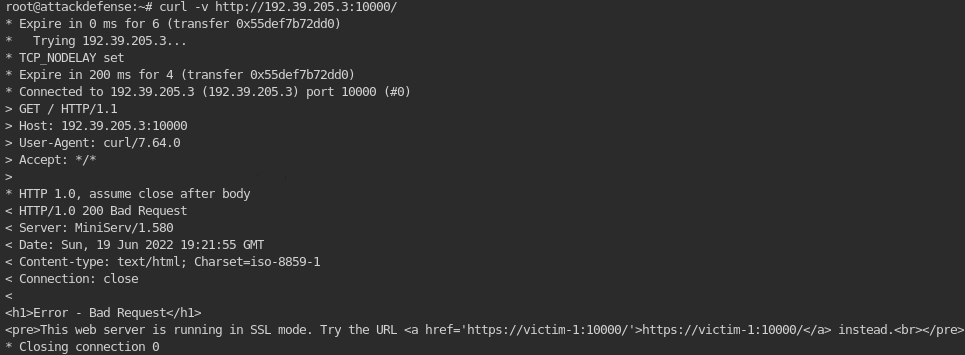 root@attackdefense:~# curl -v http://192.39.205.3:10000/
* Expire in 0 ms for 6 (transfer 0x55def7b72dd0)
*   Trying 192.39.205.3...
* TCP_NODELAY set
* Expire in 200 ms for 4 (transfer 0x55def7b72dd0)
* Connected to 192.39.205.3 (192.39.205.3) port 10000 (#0)
> GET / HTTP/1.1
> Host: 192.39.205.3:10000
> User-Agent: curl/7.64.0
> Accept: */*
>
* HTTP 1.0, assume close after body
< HTTP/1.0 200 Bad Request
< Server: MiniServ/1.580
< Date: Sun, 19 Jun 2022 19:21:55 GMT
< Content-type: text/html; Charset=iso-8859-1
< Connection: close
<
<h1>Error - Bad Request</h1>
<pre>This web server is running in SSL mode. Try the URL <a href='https://victim-1:10000/'>https://victim-1:10000/</a> instead.<br></pre>
* Closing connection 0